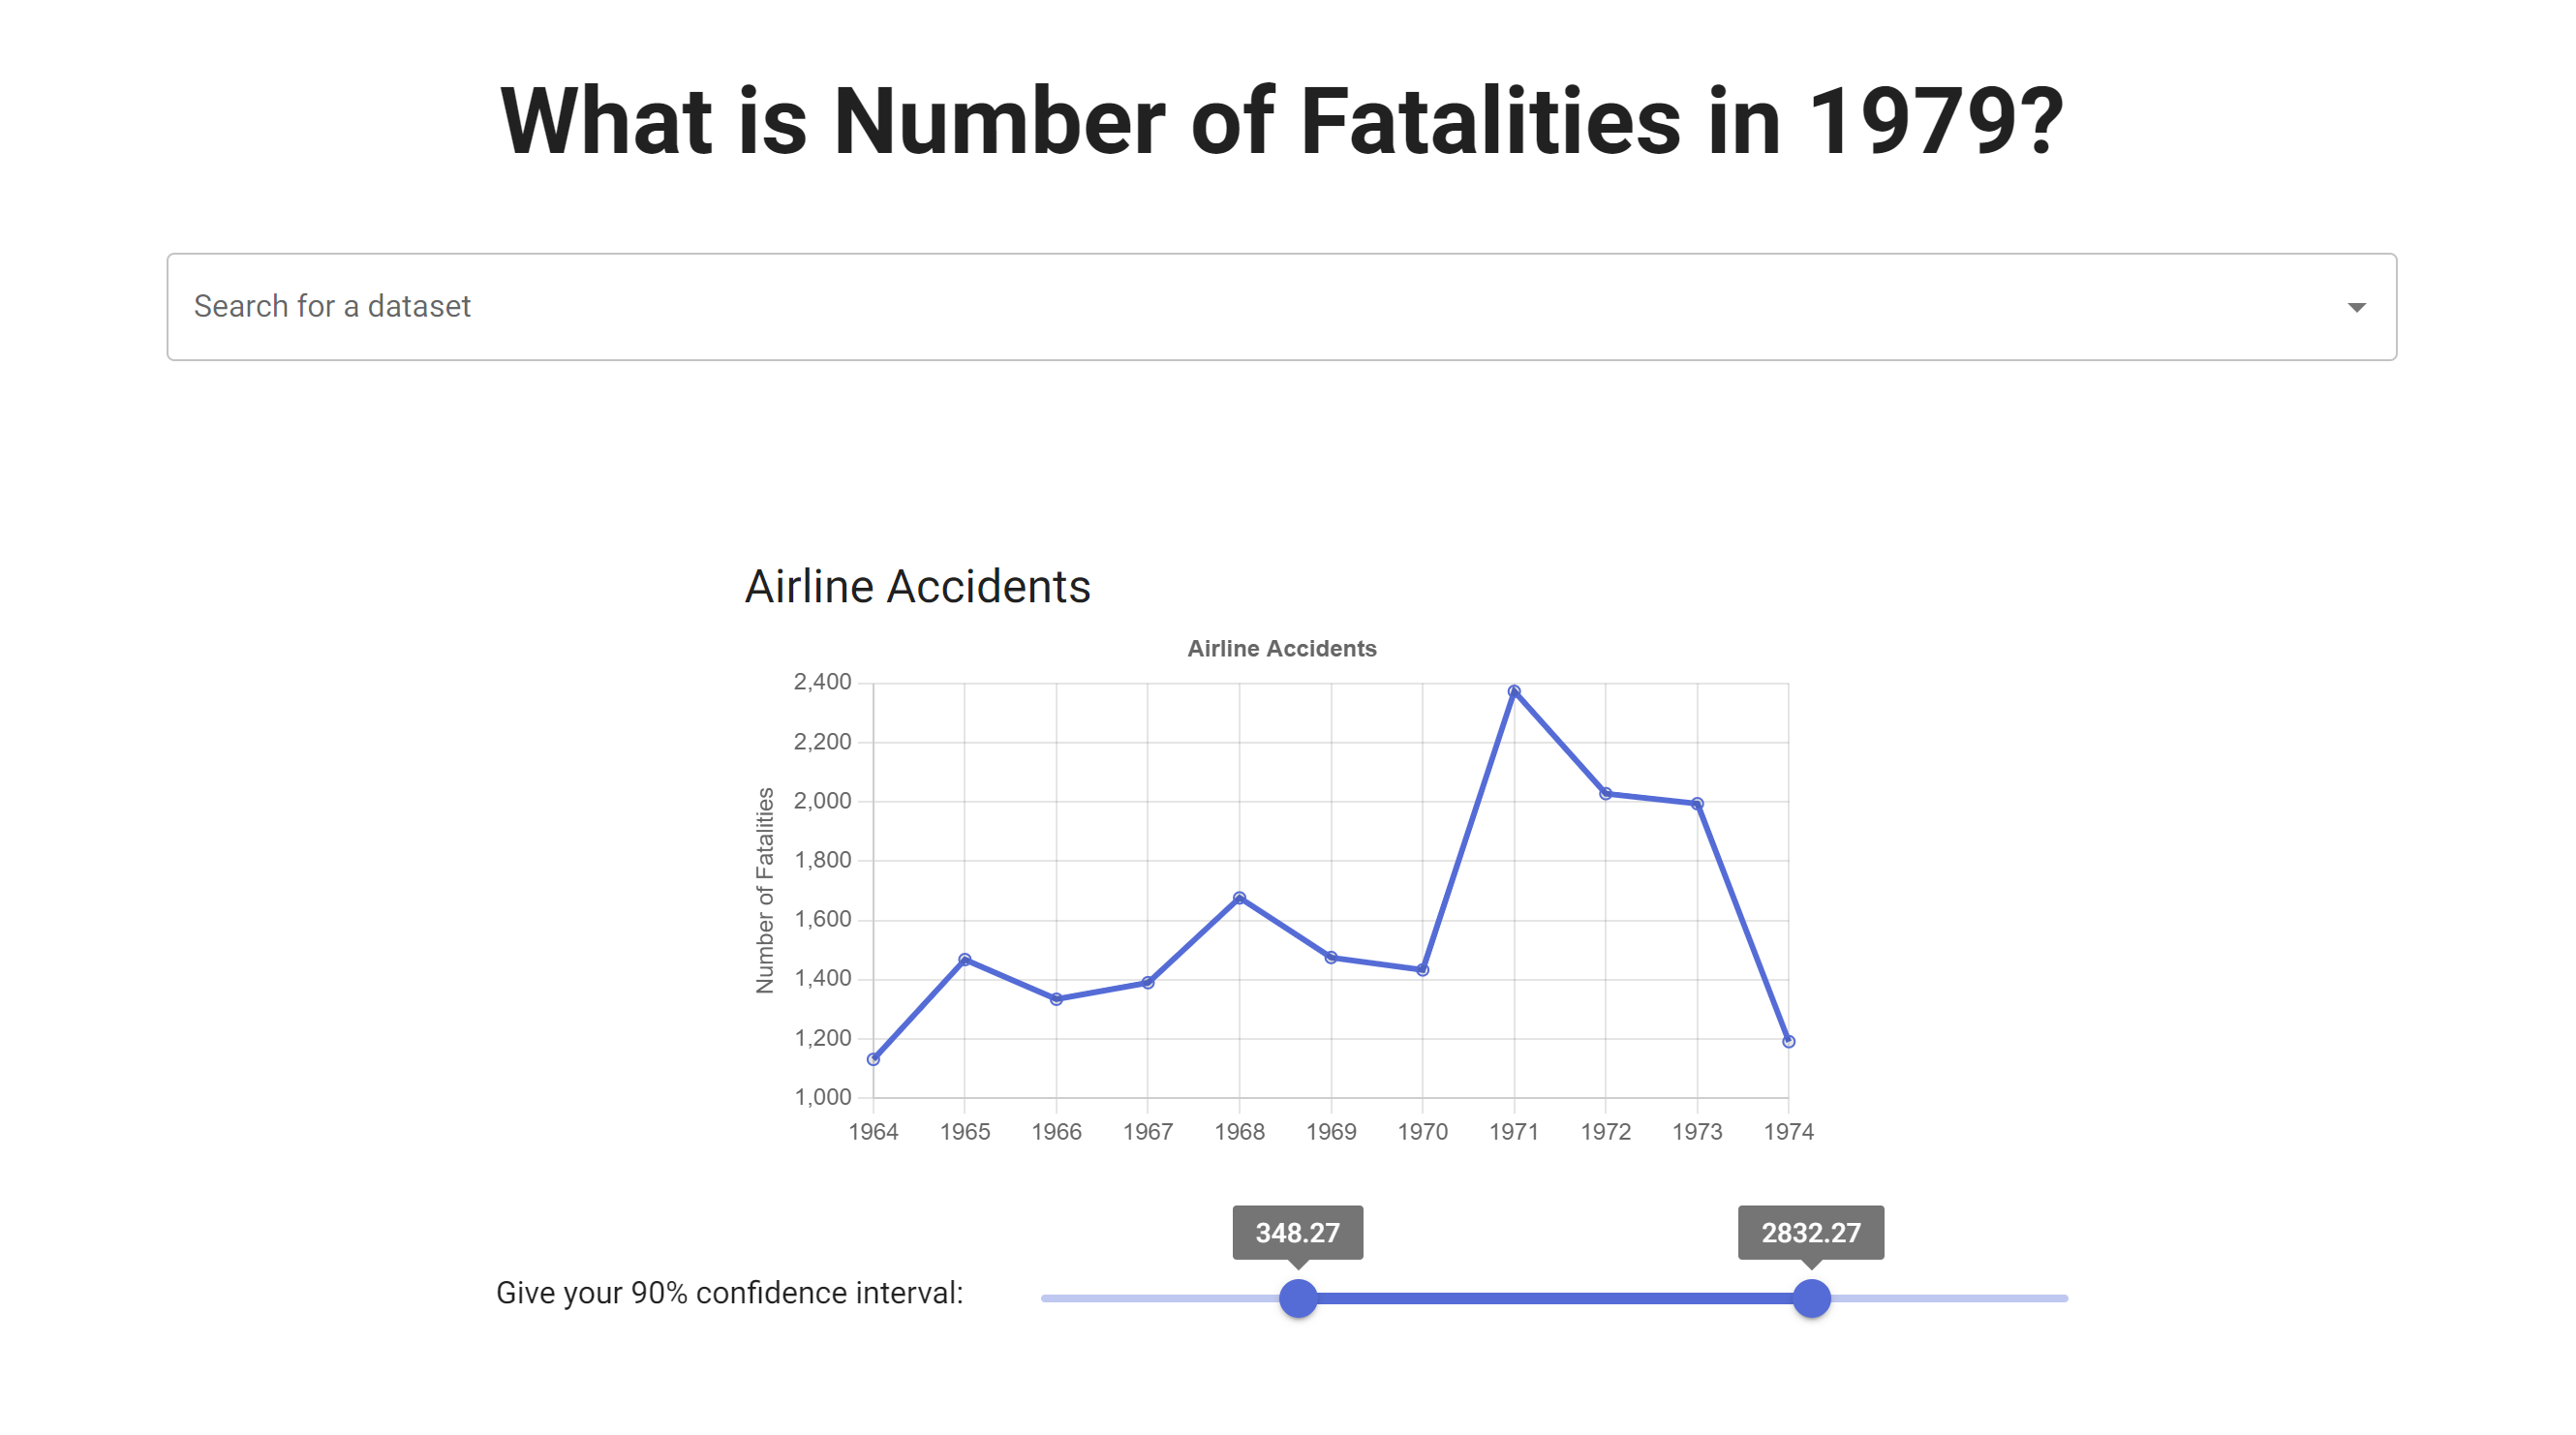 What is Number of Fatalities in 1979?
Search for a dataset
Airline Accidents
Airline Accidents
Number of Fatalities
2,400
2,200
2,000
1,800
1,600
1,400
1,200
1,000
1964 1965 1966 1967 1968 1969 1970 1971 1972 1973 1974
348.27 2832.27
Give your 90% confidence interval: